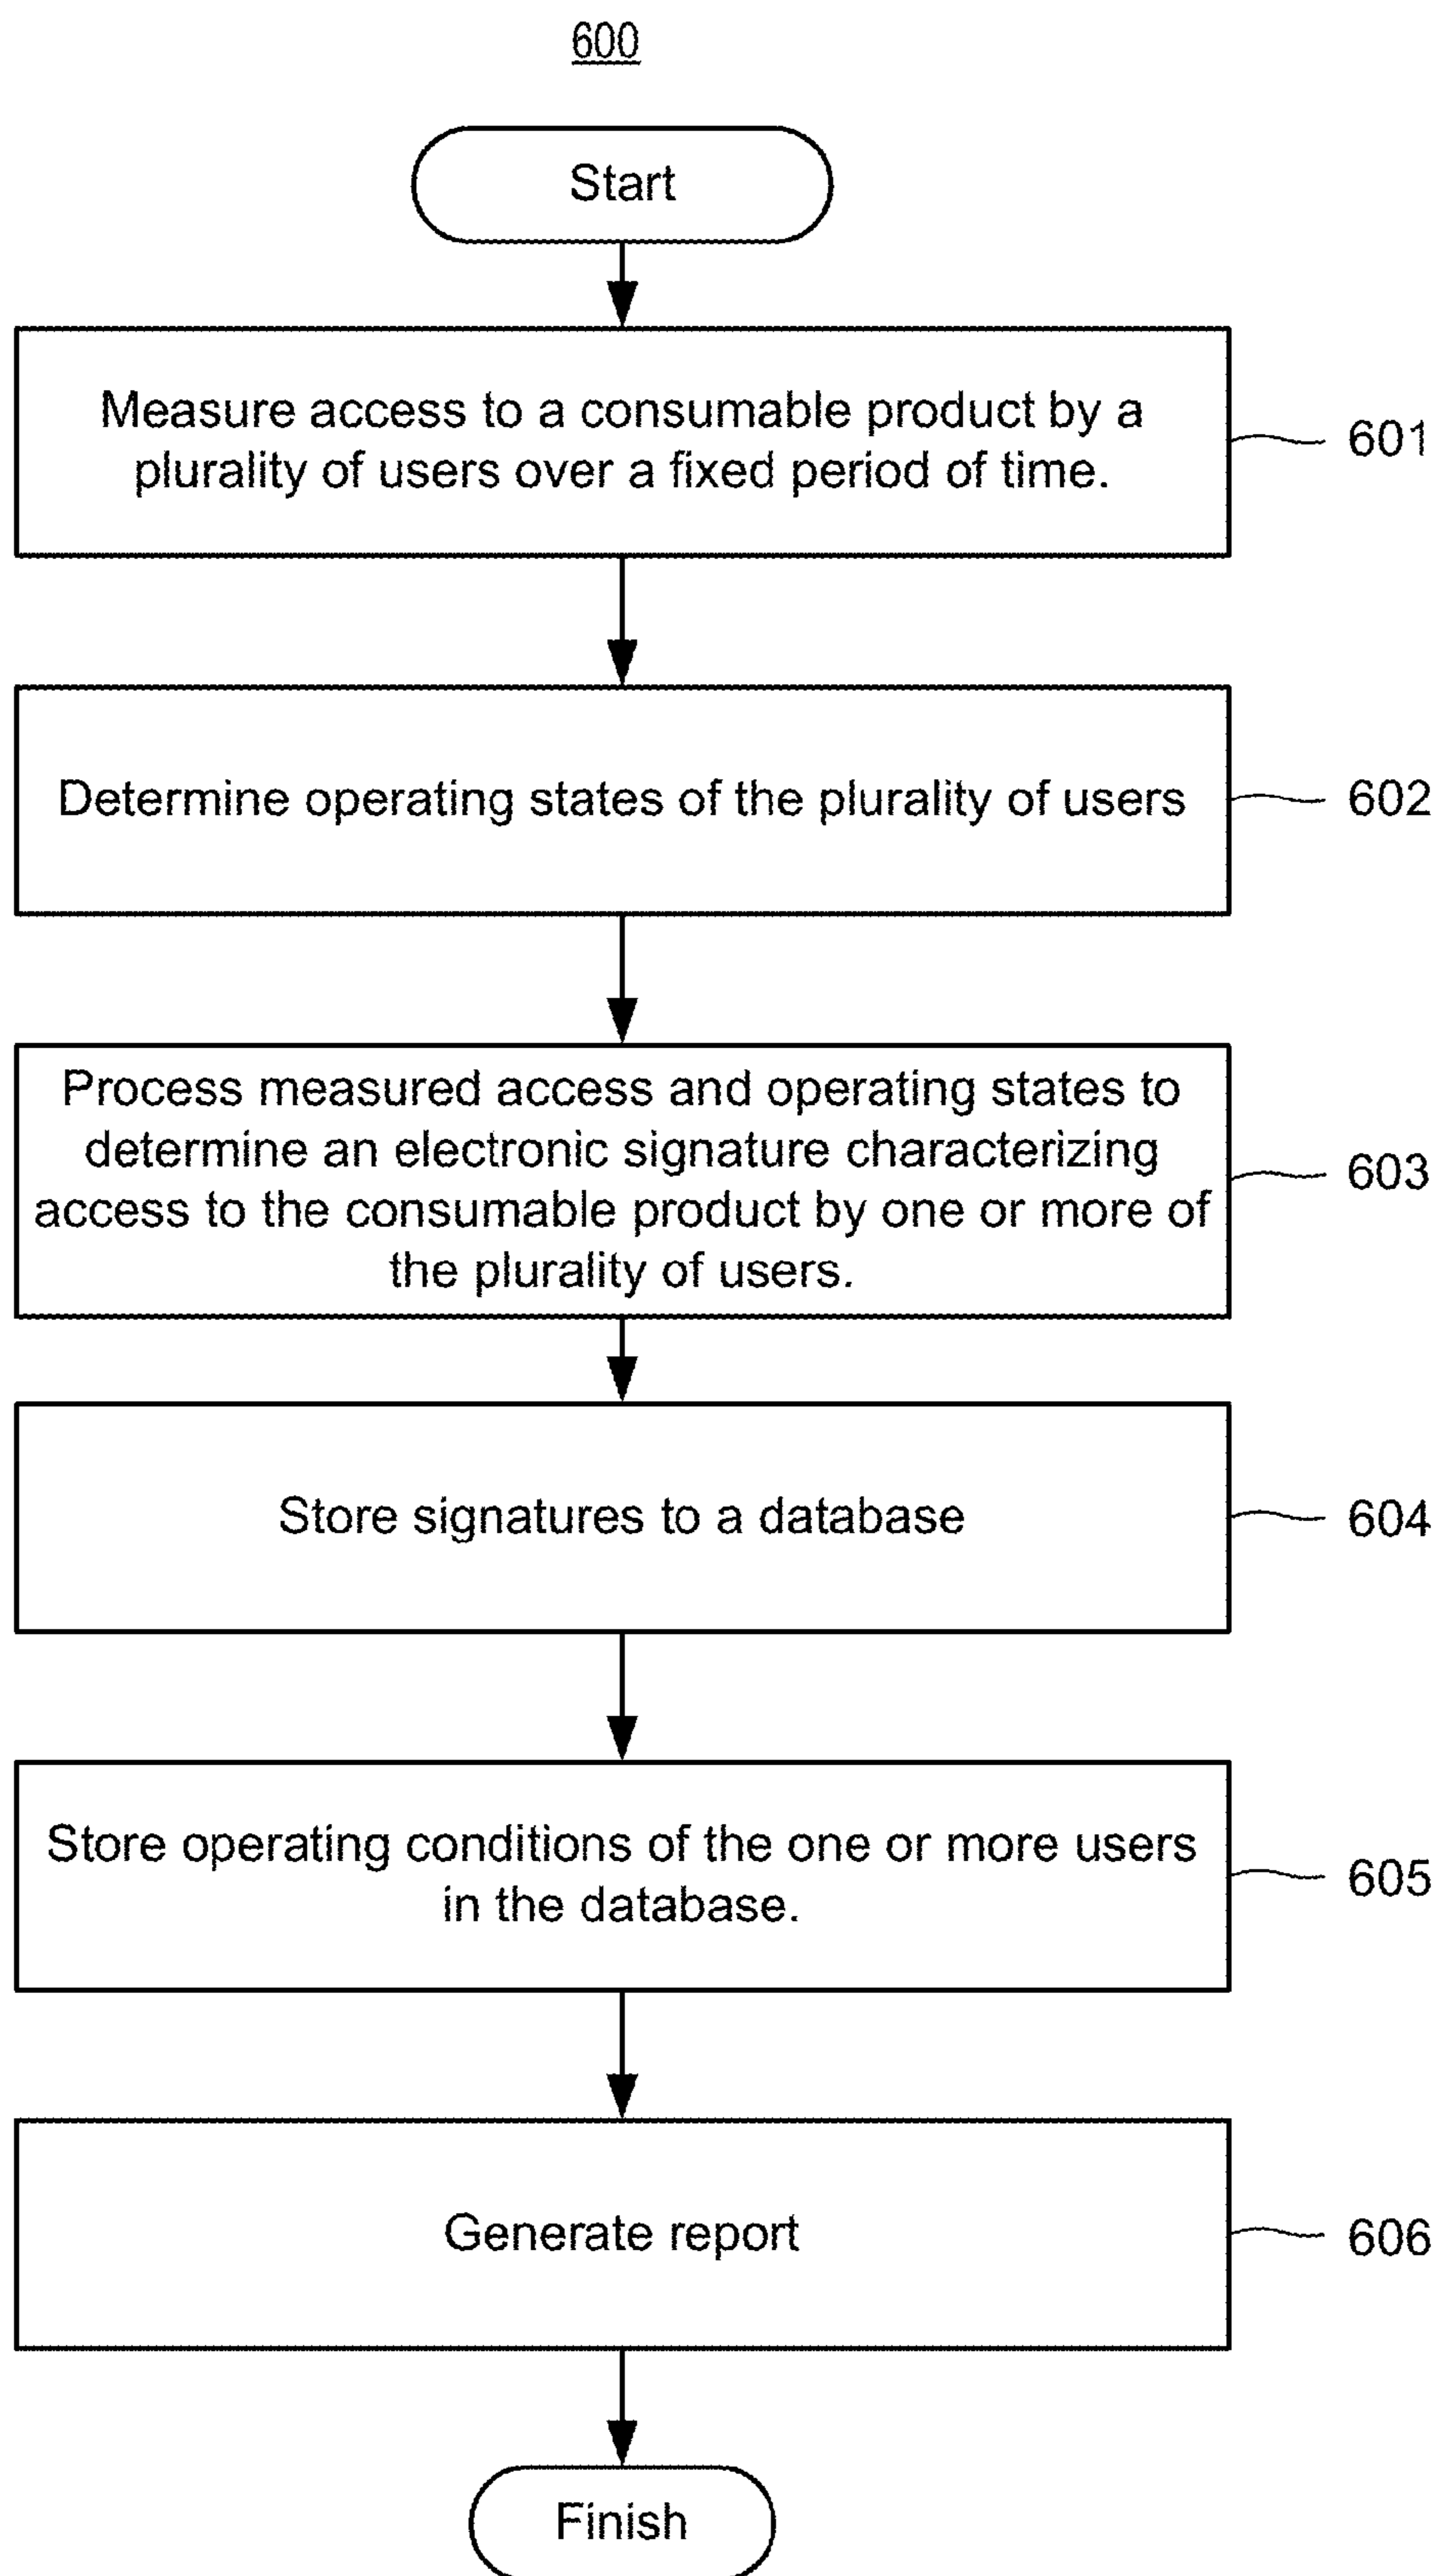 600
Start
Measure access to a consumable product by a
plurality of users over a fixed period of time.
601
Determine operating states of the plurality of users
602
Process measured access and operating states to
determine an electronic signature characterizing
access to the consumable product by one or more of
the plurality of users.
603
Store signatures to a database
604
Store operating conditions of the one or more users
in the database.
605
Generate report
606
Finish